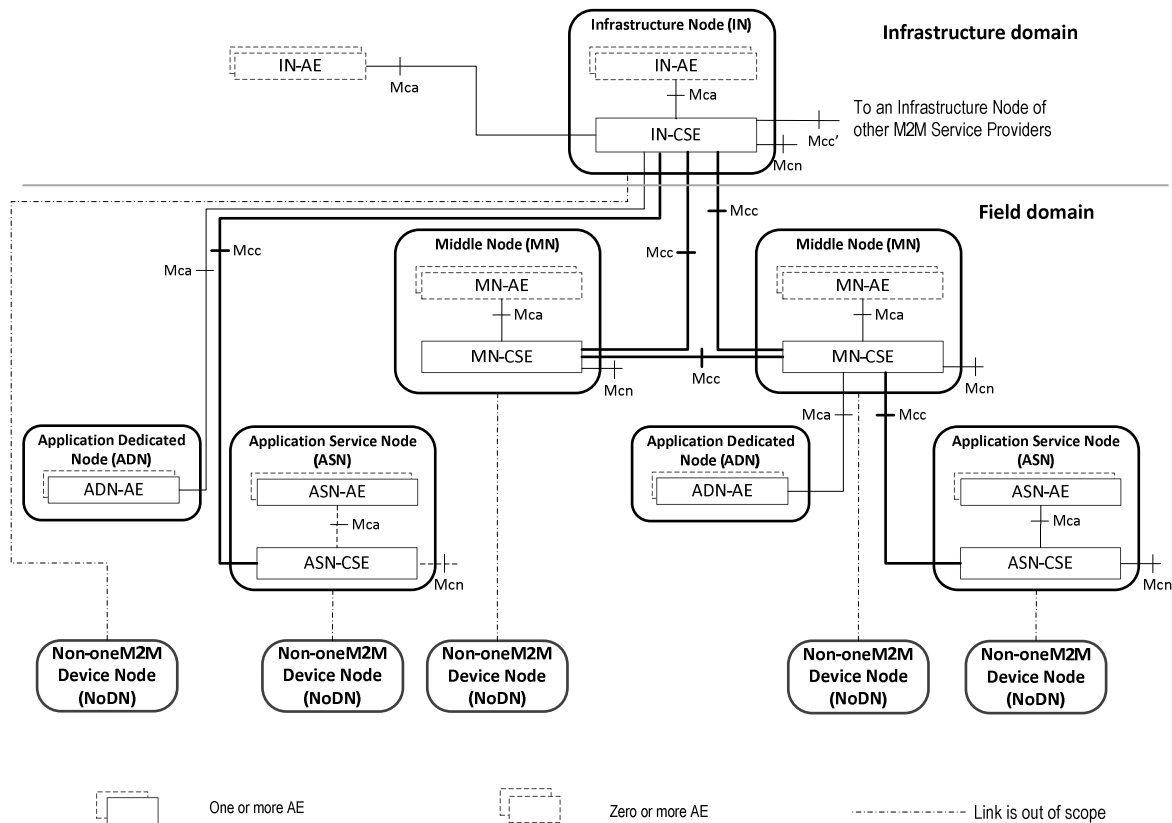 Infrastructure Node (IN)
Infrastructure domain
IN-AE
IN-AE
Mca
Mca
To an Infrastructure Node of
other M2M Service Providers
IN-CSE
Mcc'
Mcn
Mcc
Field domain
Middle Node (MN)
Middle Node (MN)
Mcc
Mcc
Mca
MN-AE
MN-AE
Mca
Mca
MN-CSE
MN-CSE
Mcc
Mcn
Mcn
Mca
Mcc
Application Dedicated
Node (ADN)
ADN-AE
Application Service Node
(ASN)
ASN-AE
Mca
ASN-CSE
Mcn
Application Dedicated
Node (ADN)
ADN-AE
Application Service Node
(ASN)
ASN-AE
Mca
ASN-CSE
Mcn
Non-oneM2M
Device Node
(NoDN)
Non-oneM2M
Device Node
(NoDN)
Non-oneM2M
Device Node
(NoDN)
Non-oneM2M
Device Node
(NoDN)
Non-oneM2M
Device Node
(NoDN)
One or more AE
Zero or more AE
Link is out of scope